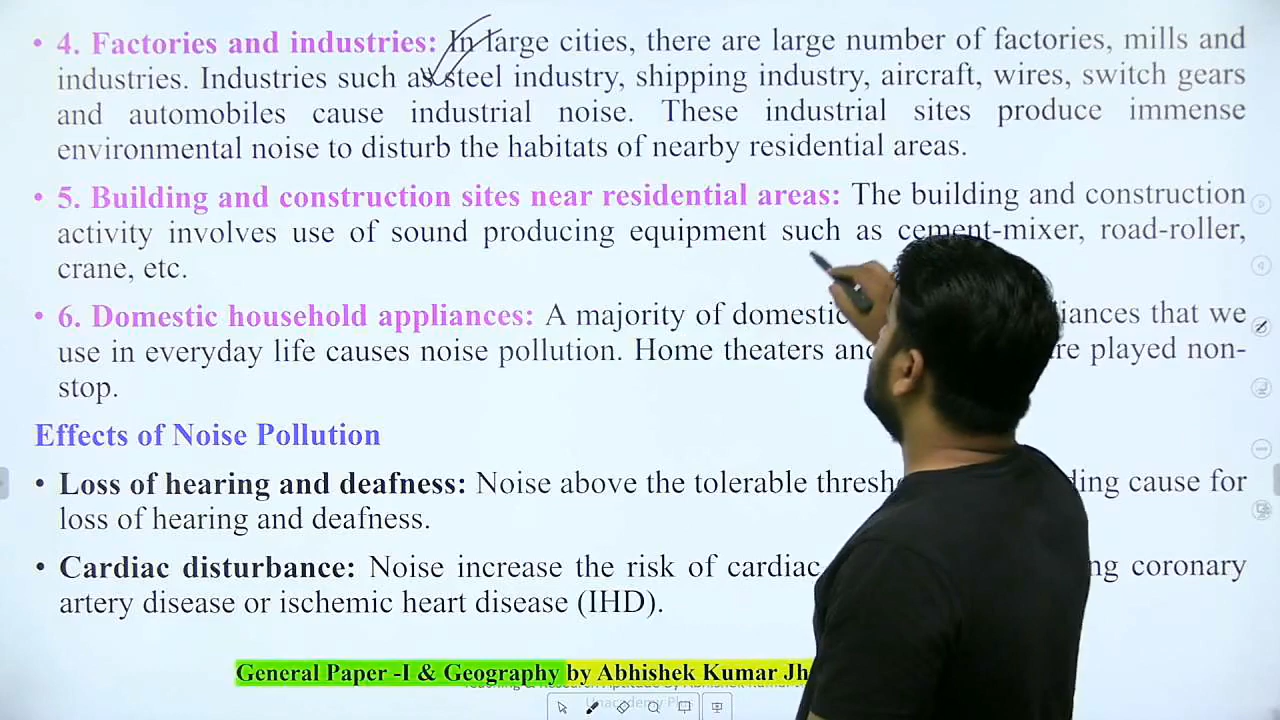 • 4. Factories and industries: In large cities, there are large number of factories, mills and
industries. Industries such as steel industry, shipping industry, aircraft, wires, switch gears
and automobiles cause industrial noise. These industrial sites produce immense
environmental noise to disturb the habitats of nearby residential areas.
• 5. Building and construction sites near residential areas: The building and construction
activity involves use of sound producing equipment such as cement-mixer, road-roller,
crane, etc.
• 6. Domestic household appliances: A majority of domestic iances that we
use in everyday life causes noise pollution. Home theaters and re played non-
stop.
Effects of Noise Pollution
• Loss of hearing and deafness: Noise above the tolerable ding cause for
loss of hearing and deafness.
• Cardiac disturbance: Noise increase the risk of cardiac ng coronary
artery disease or ischemic heart disease (IHD).
General Paper -I & Geography by Abhishek Kumar Jh
Unacademy Plus